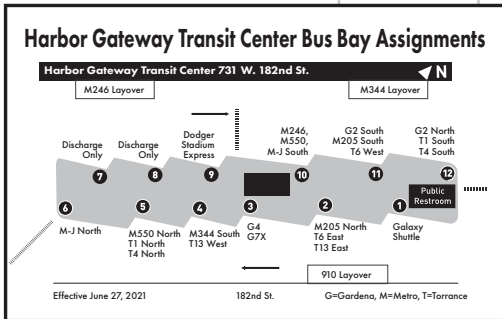 Harbor Gateway Transit Center Bus Bay Assignments
Harbor Gateway Transit Center 731 W. 182nd St.
N
M246 Layover
M344 Layover
Discharge
Only
Discharge
Only
Dodger
Stadium
Express
M246,
M550,
M-J South
G2 South
M205 South
T6 West
G2 North
T1 South
T4 South
7
8
9
10
11
12
Public
Restroom
6
5
4
3
2
1
M-J North
M550 North
T1 North
T4 North
M344 South
T13 West
G4
G7X
M205 North
T6 East
T13 East
Galaxy
Shuttle
910 Layover
Effective June 27, 2021
182nd St.
G=Gardena, M=Metro, T=Torrance